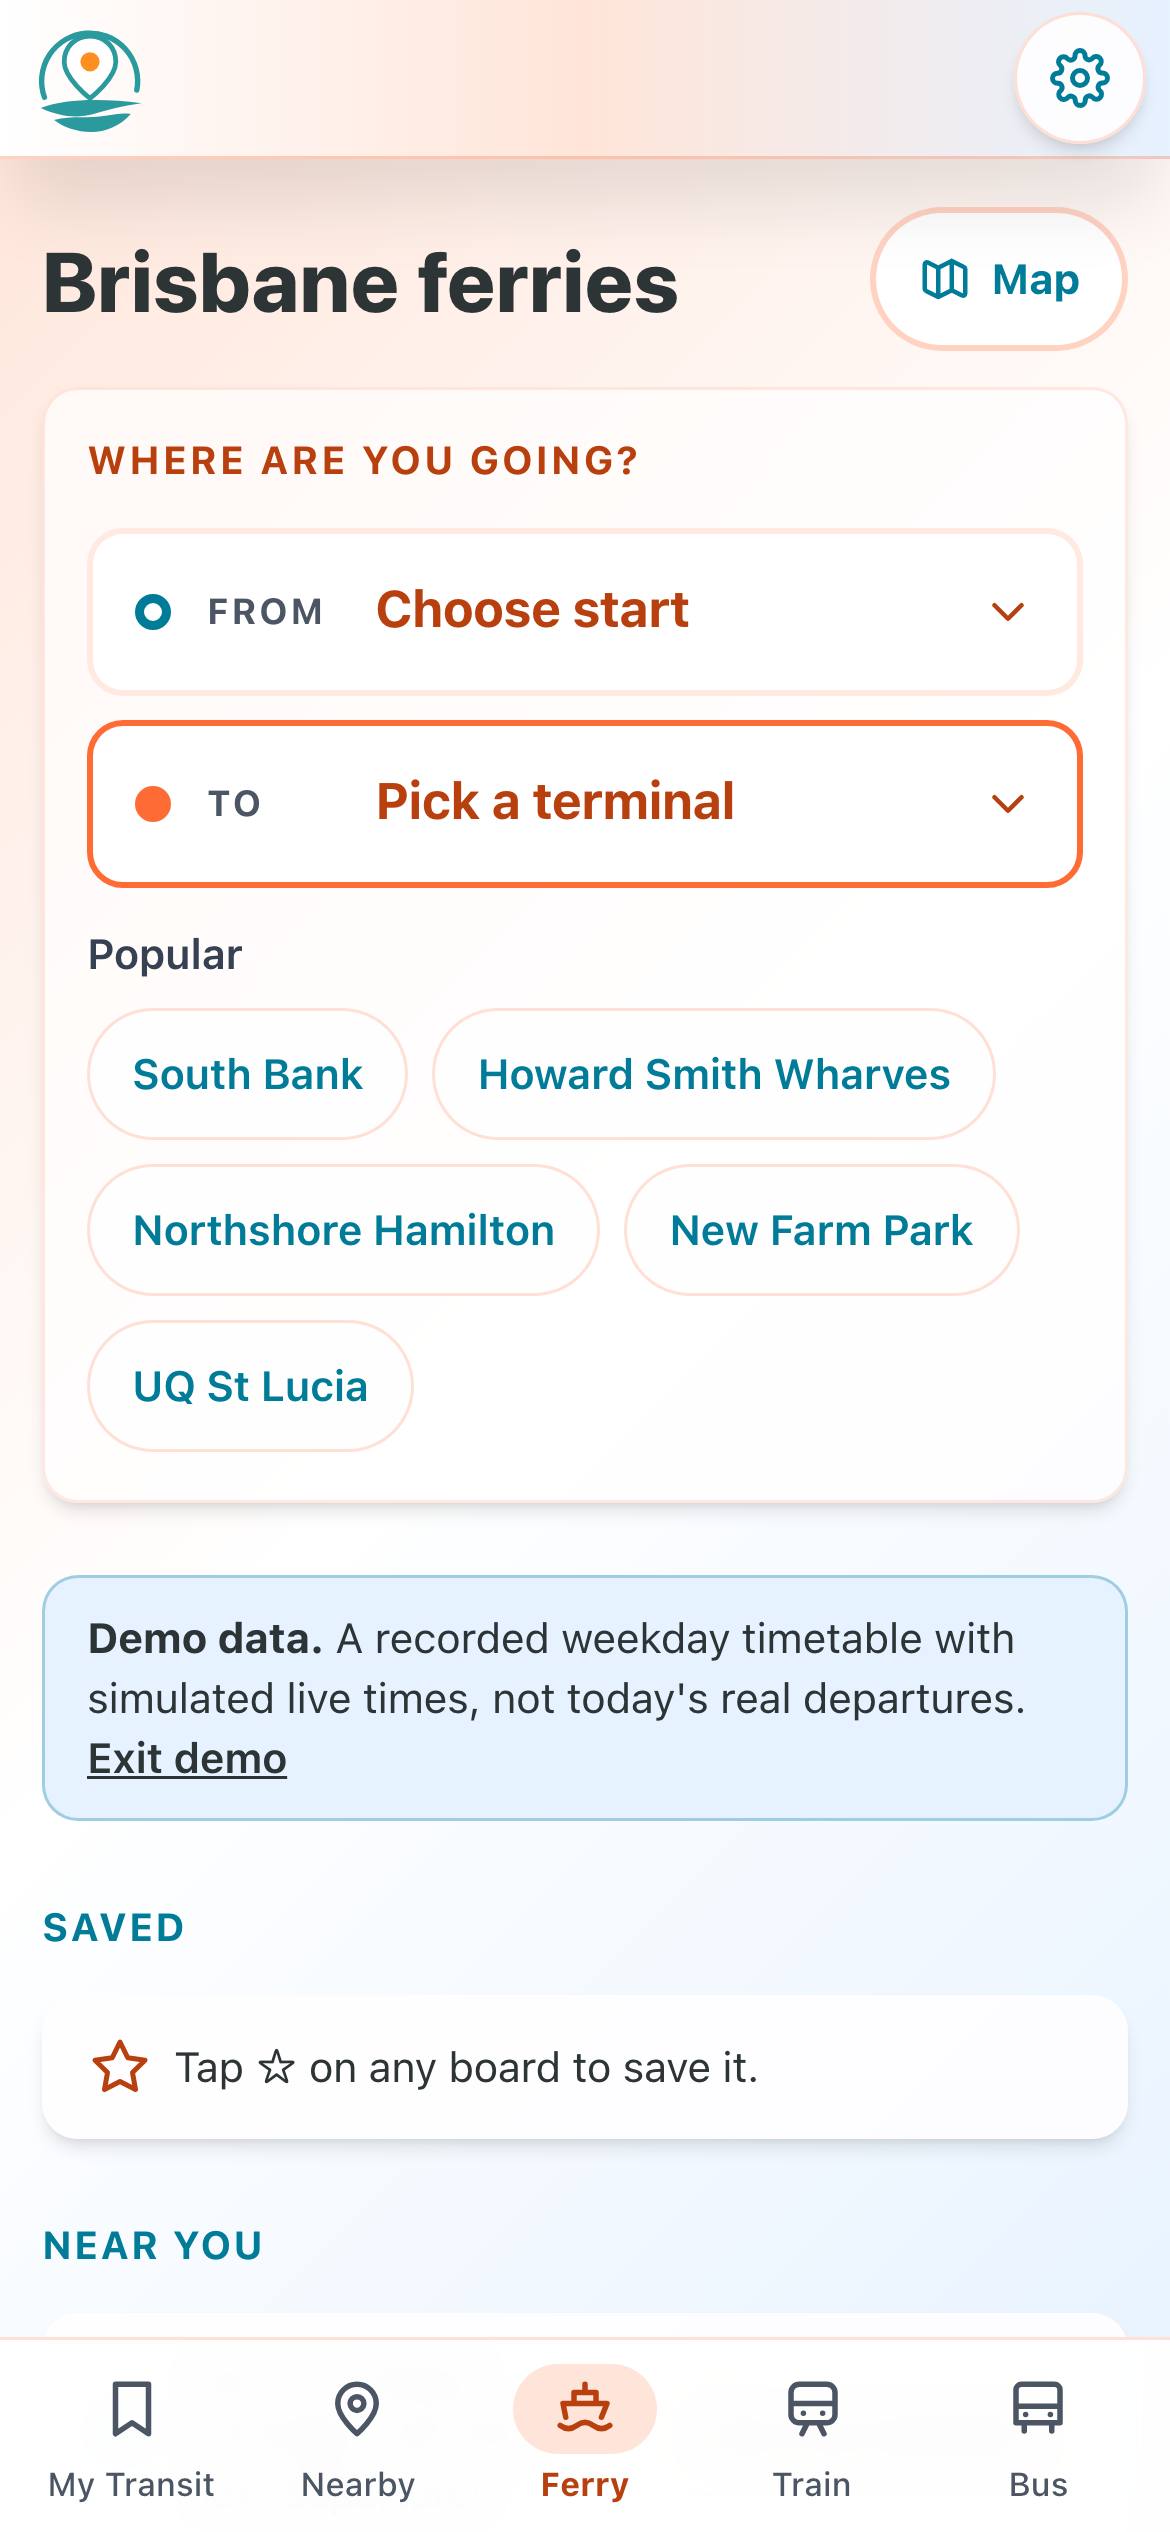 Brisbane ferries
Map
WHERE ARE YOU GOING?
FROM Choose start
TO Pick a terminal
Popular
South Bank
Howard Smith Wharves
Northshore Hamilton
New Farm Park
UQ St Lucia
Demo data. A recorded weekday timetable with
simulated live times, not today's real departures.
Exit demo
SAVED
Tap ☆ on any board to save it.
NEAR YOU
My Transit
Nearby
Ferry
Train
Bus